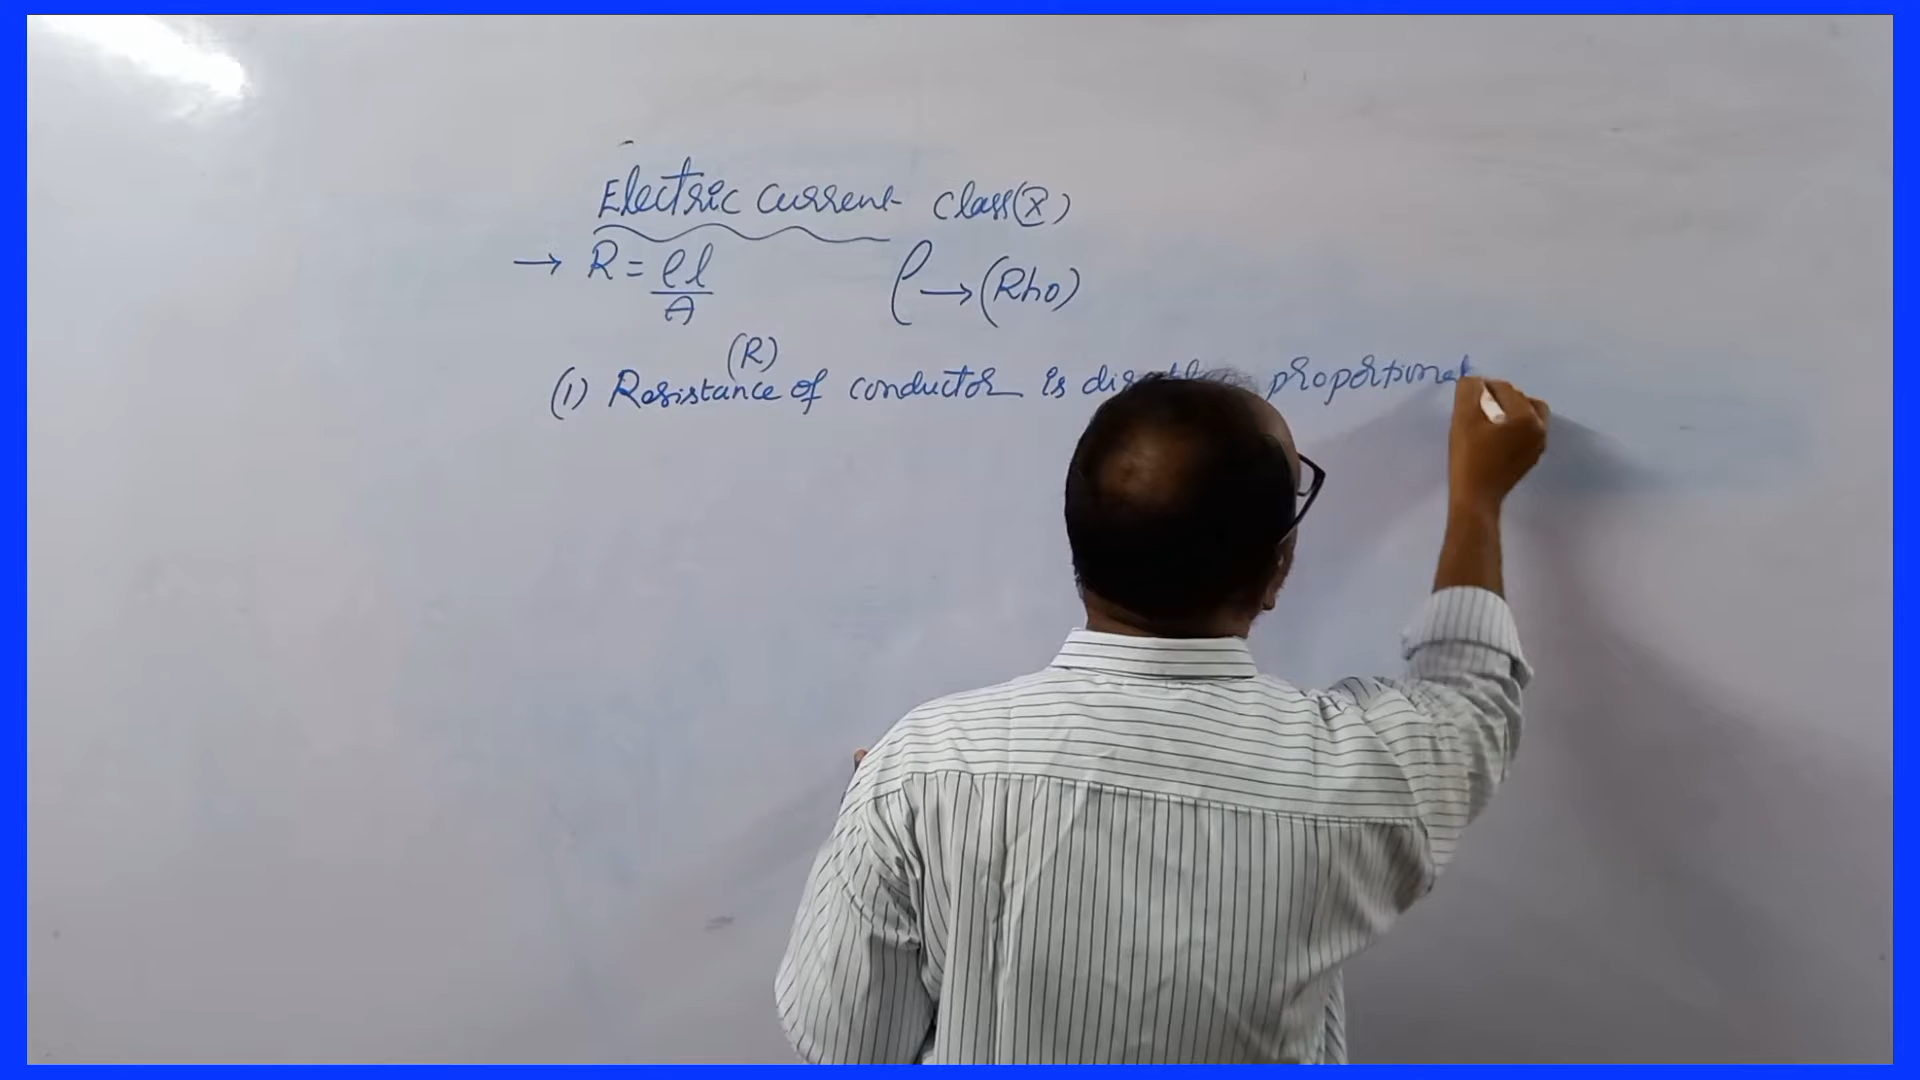 Electric current class(X)
→ R = ρl/A ρ → (Rho)
(R)
(1) Resistance of conductor is proportional